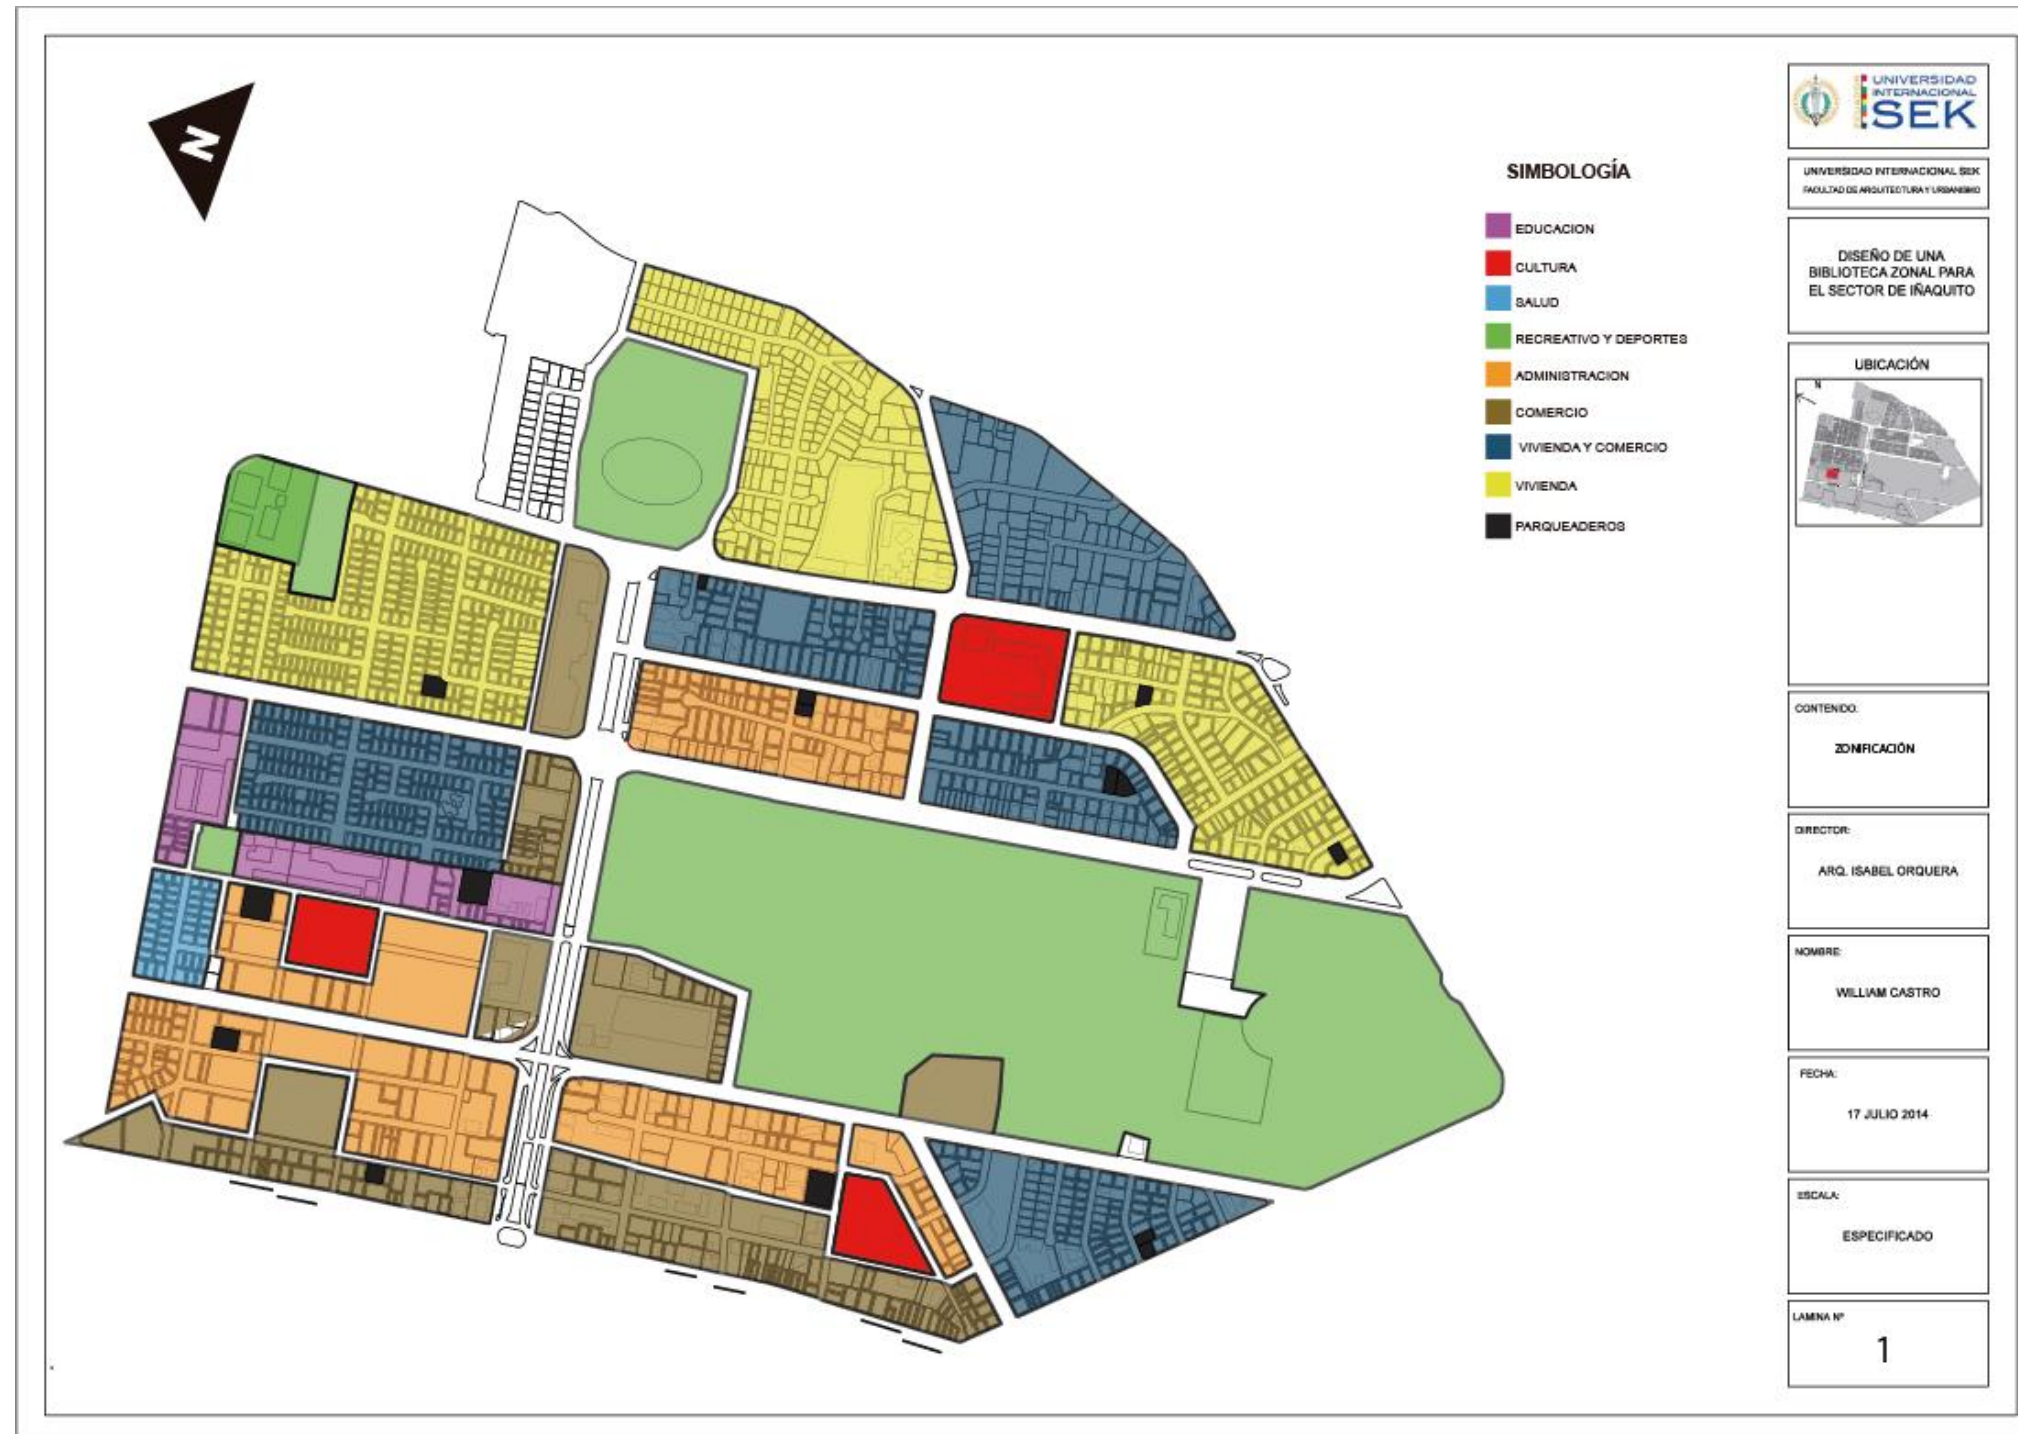 N
SIMBOLOGÍA
EDUCACION
CULTURA
SALUD
RECREATIVO Y DEPORTES
ADMINISTRACION
COMERCIO
VIVIENDA Y COMERCIO
VIVIENDA
PARQUEADEROS
ECUADOR
UNIVERSIDAD
INTERNACIONAL
SEK
UNIVERSIDAD INTERNACIONAL SEK
FACULTAD DE ARQUITECTURA Y URBANISMO
DISEÑO DE UNA
BIBLIOTECA ZONAL PARA
EL SECTOR DE IÑAQUITO
UBICACIÓN
N
CONTENIDO:
ZONIFICACIÓN
DIRECTOR:
ARQ. ISABEL ORQUERA
NOMBRE:
WILLIAM CASTRO
FECHA:
17 JULIO 2014
ESCALA:
ESPECIFICADO
LAMINA Nº
1